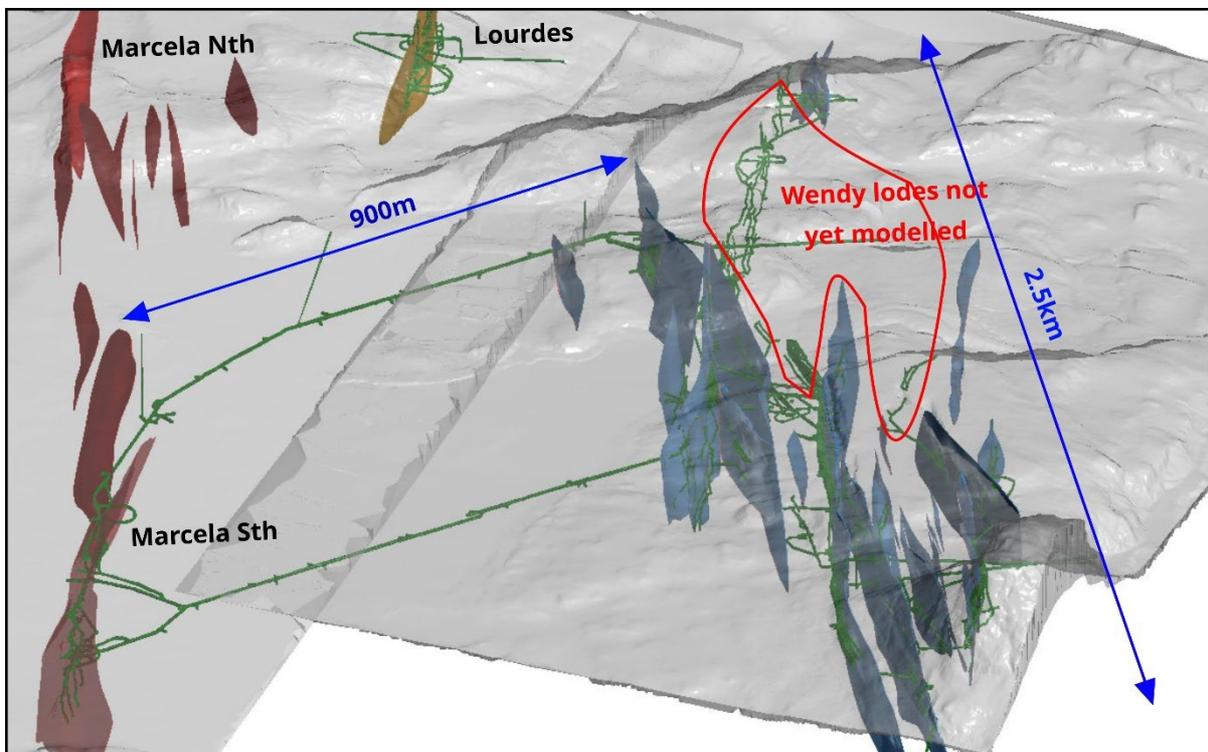 Marcela Nth
Lourdes
Wendy lodes not
yet modelled
900m
2.5km
Marcela Sth